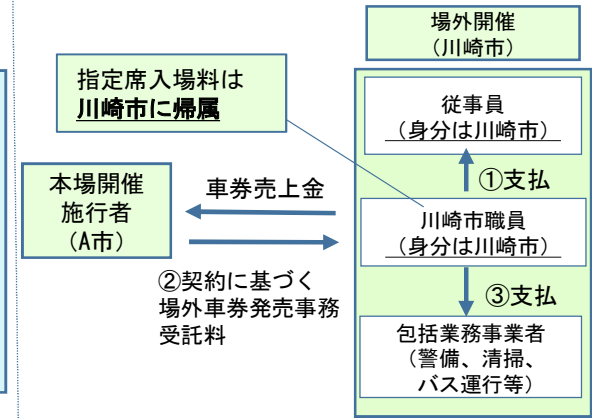 場外開催
（川崎市）
指定席入場料は
川崎市に帰属
従事員
（身分は川崎市）
①支払
本場開催
施行者
（A市）
車券売上金
川崎市職員
（身分は川崎市）
②契約に基づく
場外車券発売事務
受託料
③支払
包括業務事業者
（警備、清掃、
バス運行等）